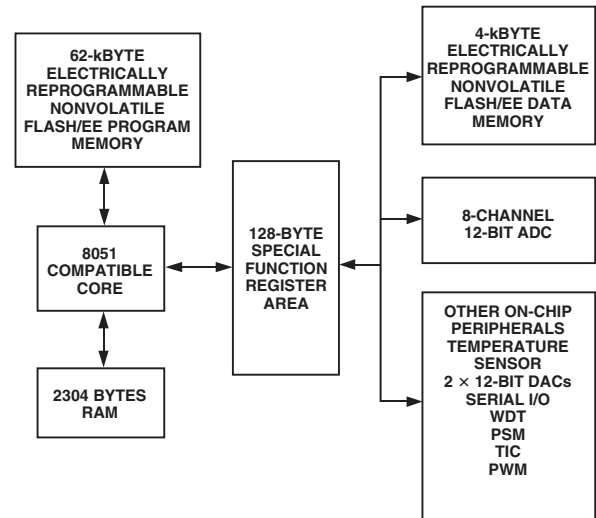 62-kBYTE
ELECTRICALLY
REPROGRAMMABLE
NONVOLATILE
FLASH/EE PROGRAM
MEMORY
8051
COMPATIBLE
CORE
2304 BYTES
RAM
128-BYTE
SPECIAL
FUNCTION
REGISTER
AREA
4-kBYTE
ELECTRICALLY
REPROGRAMMABLE
NONVOLATILE
FLASH/EE DATA
MEMORY
8-CHANNEL
12-BIT ADC
OTHER ON-CHIP
PERIPHERALS
TEMPERATURE
SENSOR
2 × 12-BIT DACs
SERIAL I/O
WDT
PSM
TIC
PWM